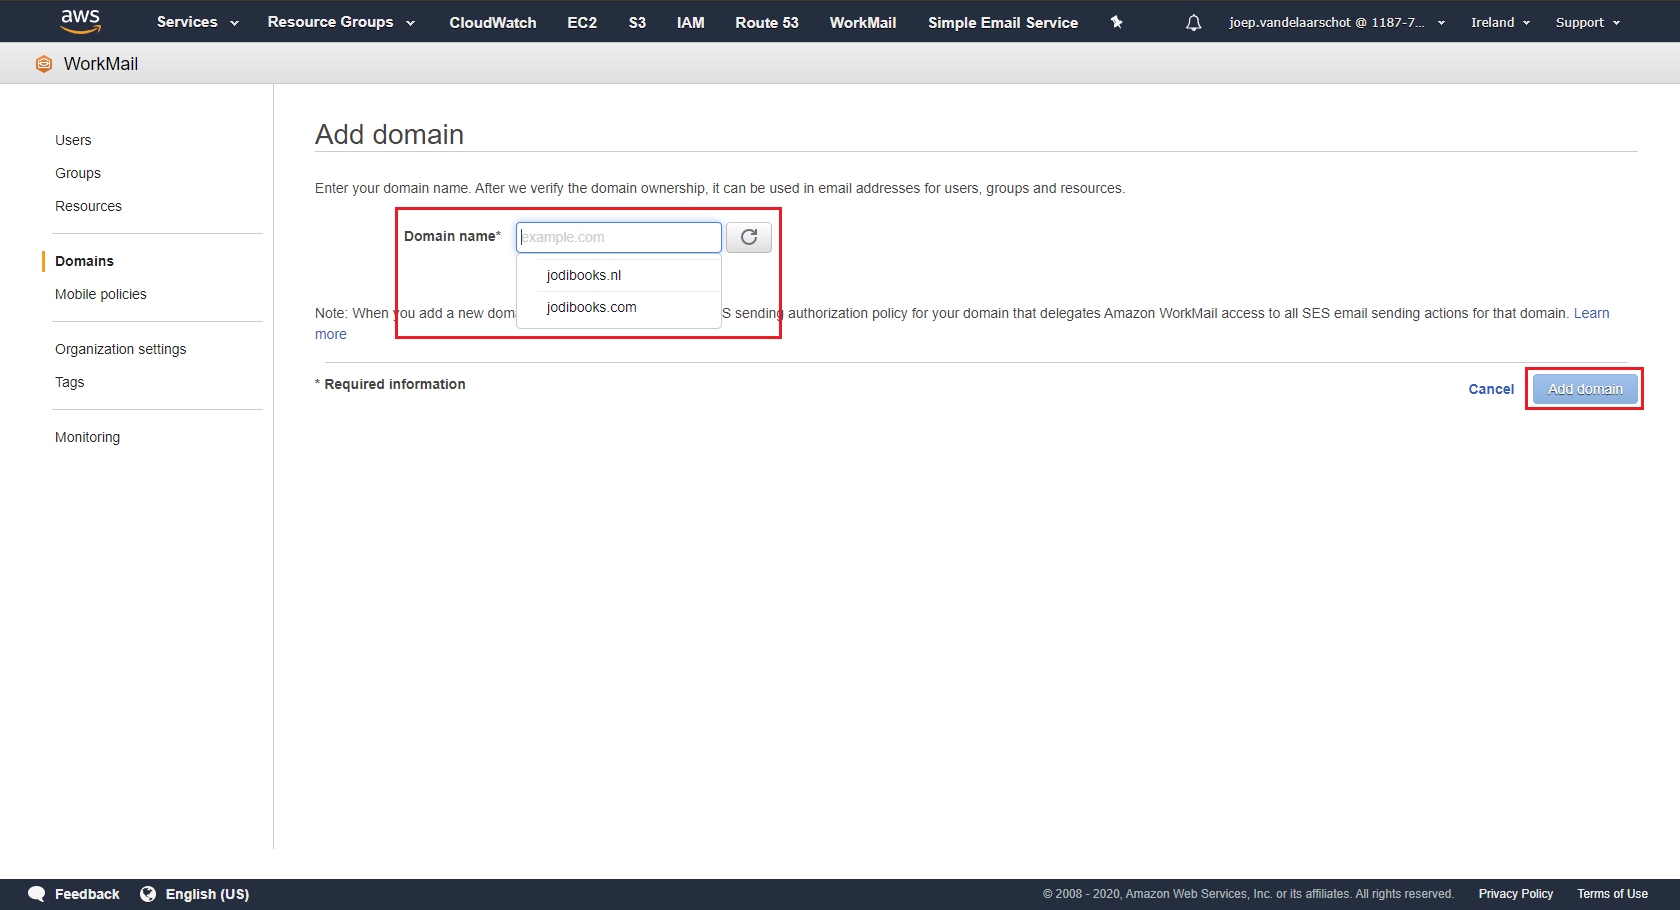 aws Services Resource Groups CloudWatch EC2 S3 IAM Route 53 WorkMail Simple Email Service joep.vandelaarschot @ 1187-7... Ireland Support
WorkMail
Users
Groups
Resources
Domains
Mobile policies
Organization settings
Tags
Monitoring
Add domain
Enter your domain name. After we verify the domain ownership, it can be used in email addresses for users, groups and resources.
Domain name* example.com
jodibooks.nl
jodibooks.com
Note: When you add a new dom S sending authorization policy for your domain that delegates Amazon WorkMail access to all SES email sending actions for that domain. Learn
more
* Required information
Cancel Add domain
Feedback English (US) © 2008 - 2020, Amazon Web Services, Inc. or its affiliates. All rights reserved. Privacy Policy Terms of Use